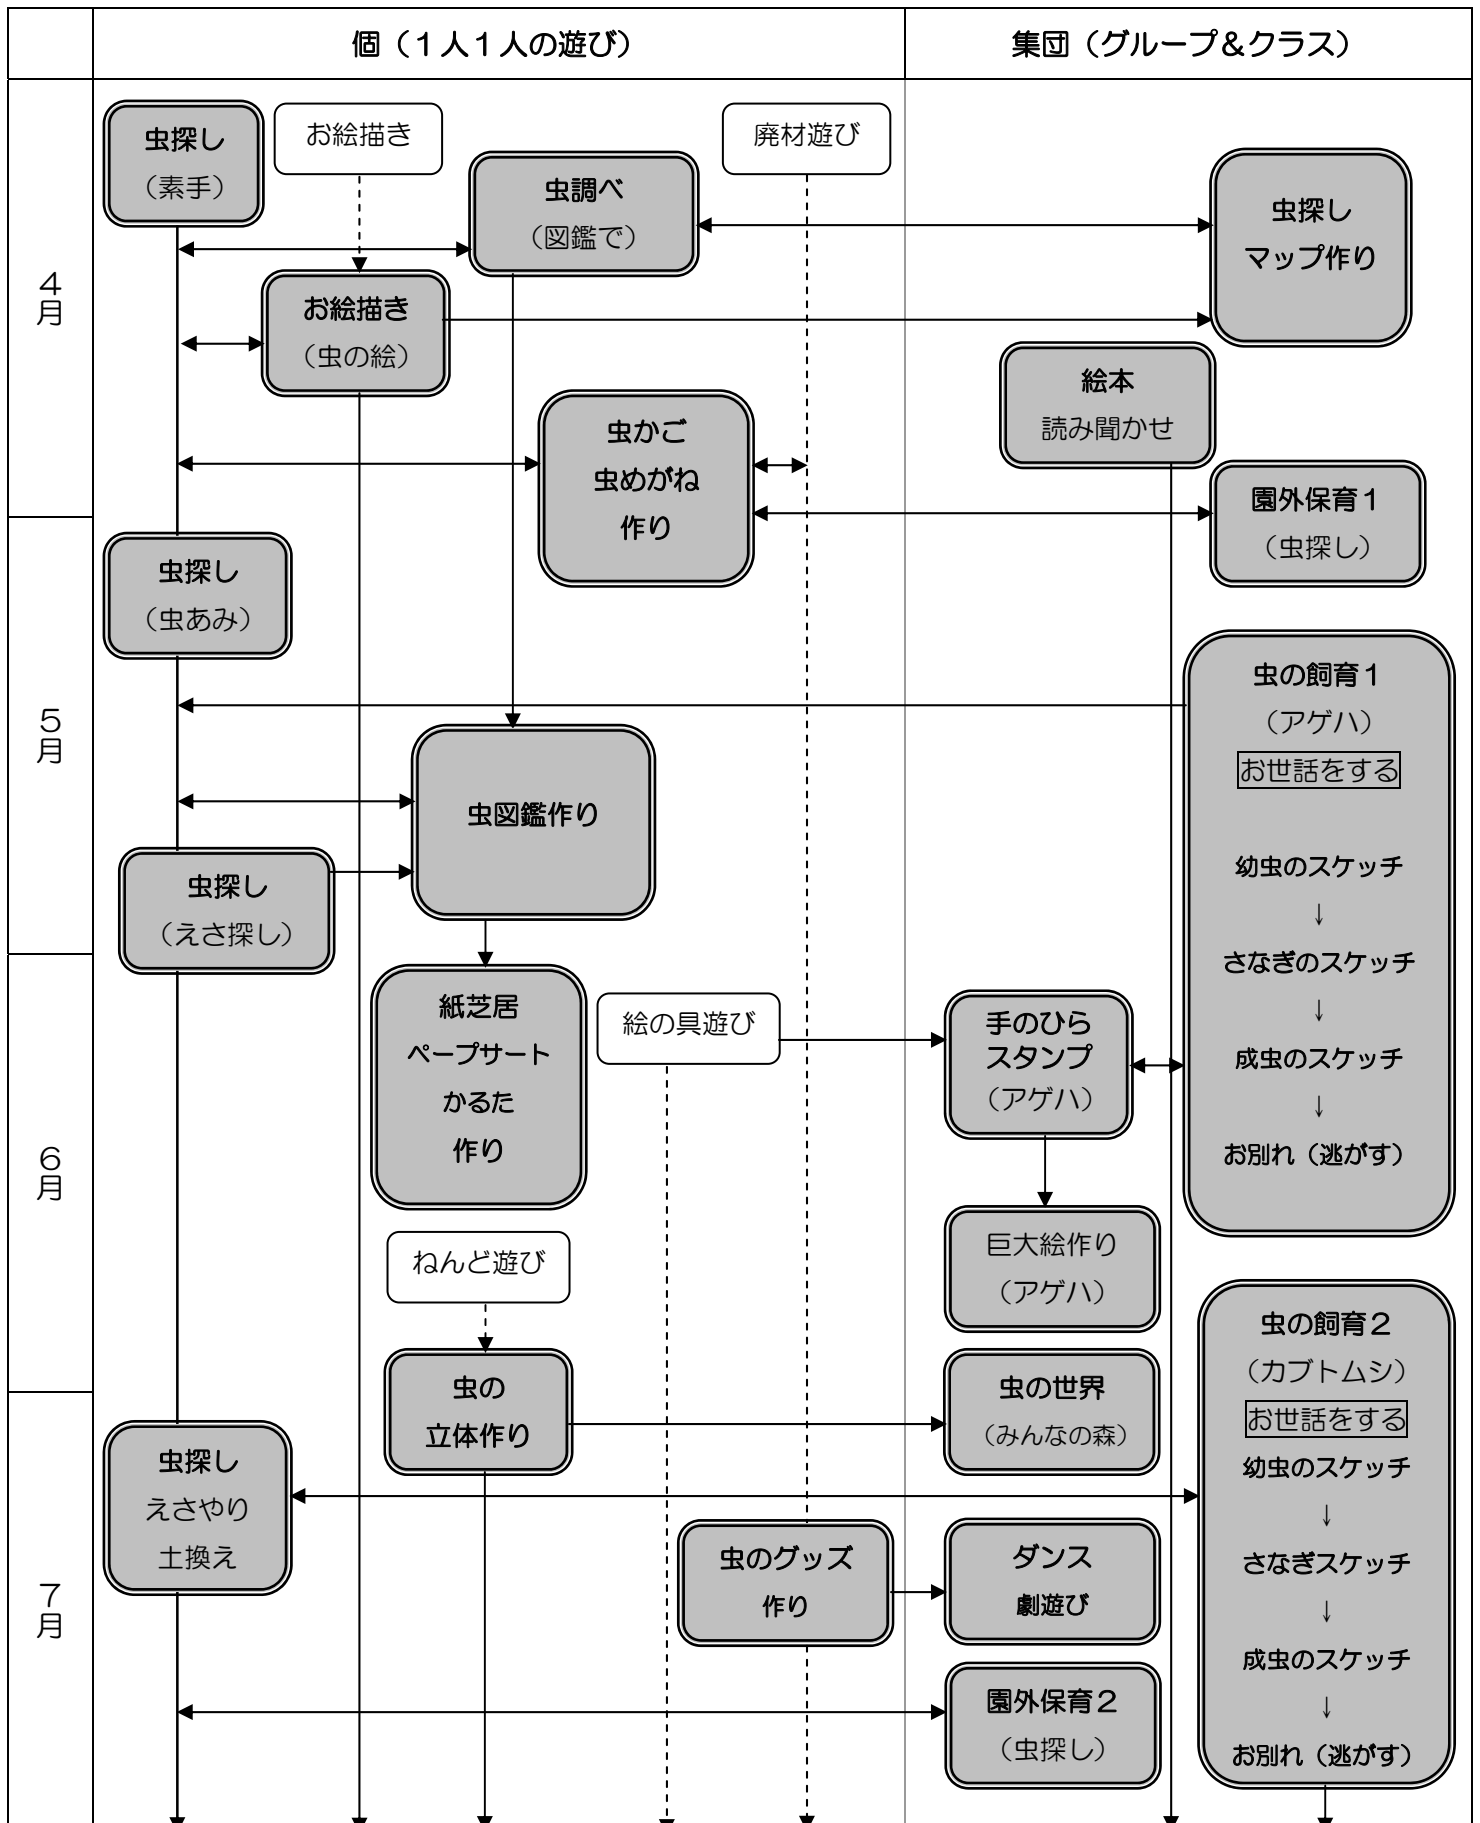 個（１人１人の遊び）
集団（グループ＆クラス）
４月
虫探し
（素手）
お絵描き
廃材遊び
虫調べ
（図鑑で）
虫探し
マップ作り
お絵描き
（虫の絵）
絵本
読み聞かせ
虫かご
虫めがね
作り
園外保育１
（虫探し）
５月
虫探し
（虫あみ）
虫の飼育１
（アゲハ）
お世話をする
幼虫のスケッチ
↓
さなぎのスケッチ
↓
成虫のスケッチ
↓
お別れ（逃がす）
虫図鑑作り
虫探し
（えさ探し）
６月
紙芝居
ペープサート
かるた
作り
絵の具遊び
手のひら
スタンプ
（アゲハ）
巨大絵作り
（アゲハ）
ねんど遊び
虫の
立体作り
虫の世界
（みんなの森）
虫の飼育２
（カブトムシ）
お世話をする
幼虫のスケッチ
↓
さなぎスケッチ
↓
成虫のスケッチ
↓
お別れ（逃がす）
７月
虫探し
えさやり
土換え
虫のグッズ
作り
ダンス
劇遊び
園外保育２
（虫探し）